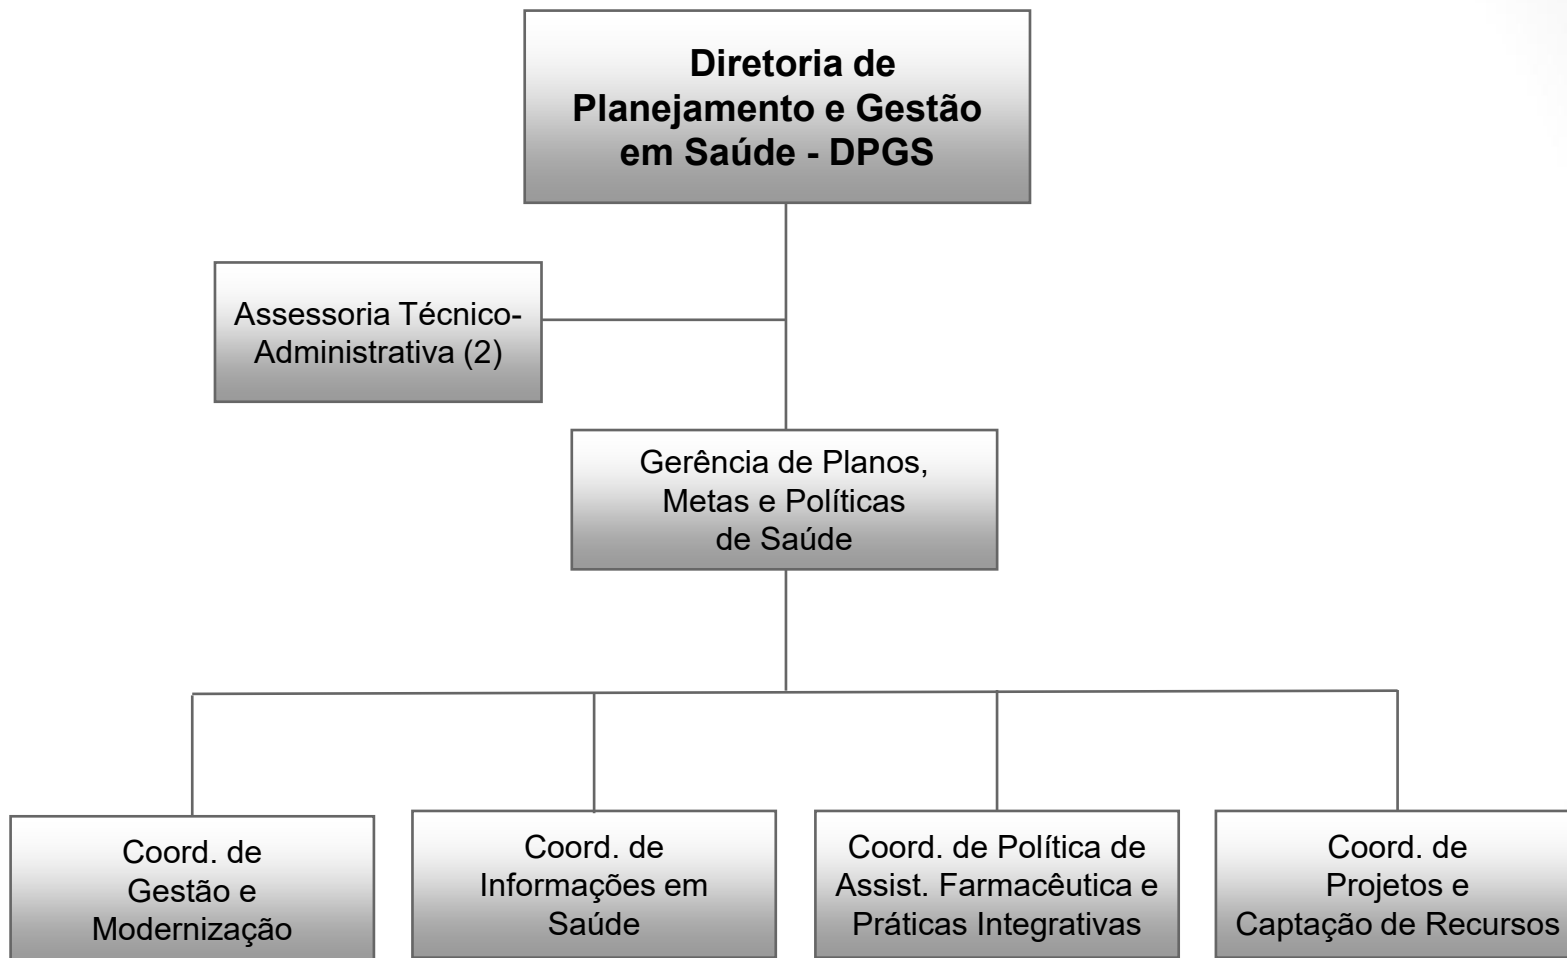 Diretoria de
Planejamento e Gestão
em Saúde - DPGS
Assessoria Técnico-
Administrativa (2)
Gerência de Planos,
Metas e Políticas
de Saúde
Coord. de
Gestão e
Modernização
Coord. de
Informações em
Saúde
Coord. de Política de
Assist. Farmacêutica e
Práticas Integrativas
Coord. de
Projetos e
Captação de Recursos